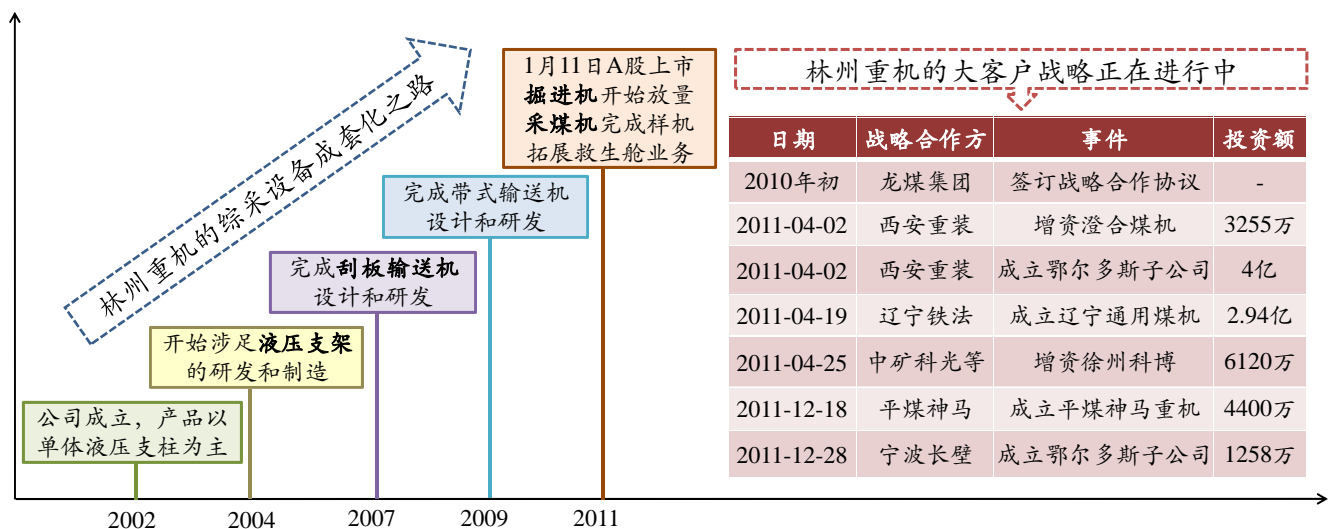 林州重机的综采设备成套化之路
1月11日A股上市
掘进机开始放量
采煤机完成样机
拓展救生舱业务
完成带式输送机
设计和研发
完成刮板输送机
设计和研发
开始涉足液压支架
的研发和制造
公司成立，产品以
单体液压支柱为主
2002 2004 2007 2009 2011
林州重机的大客户战略正在进行中
日期 战略合作方 事件 投资额
2010年初 龙煤集团 签订战略合作协议 -
2011-04-02 西安重装 增资澄合煤机 3255万
2011-04-02 西安重装 成立鄂尔多斯子公司 4亿
2011-04-19 辽宁铁法 成立辽宁通用煤机 2.94亿
2011-04-25 中矿科光等 增资徐州科博 6120万
2011-12-18 平煤神马 成立平煤神马重机 4400万
2011-12-28 宁波长壁 成立鄂尔多斯子公司 1258万